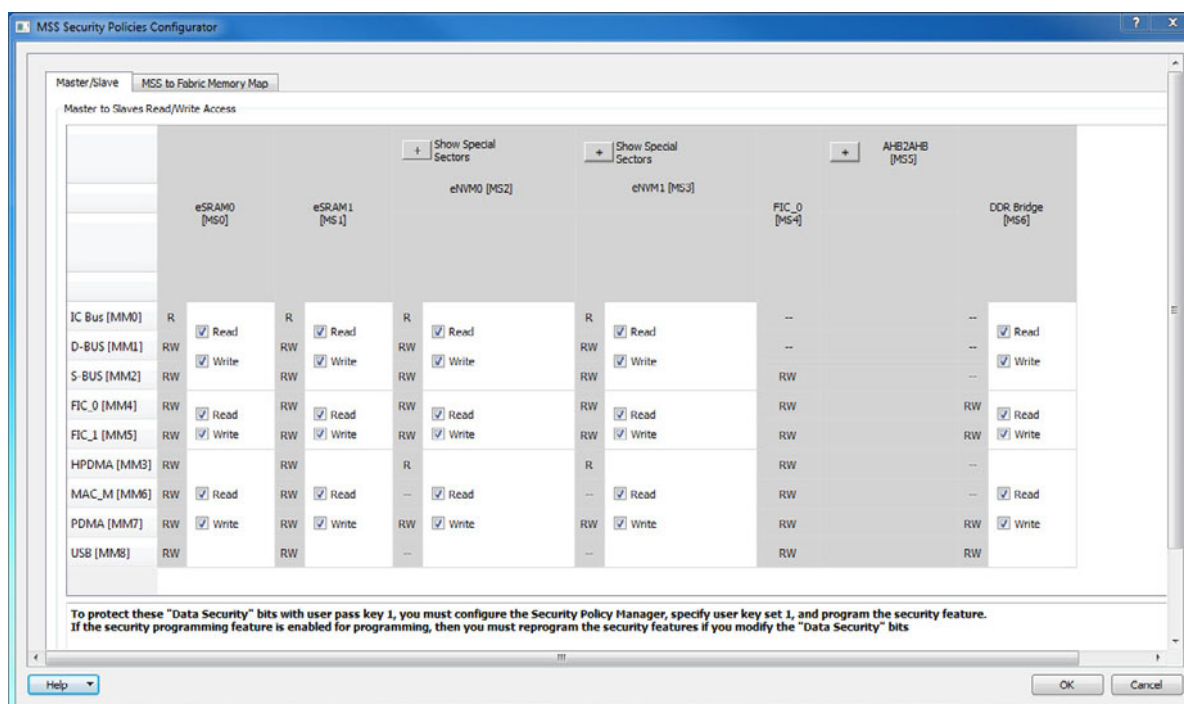 MSS Security Policies Configurator
? X
Master/Slave MSS to Fabric Memory Map
Master to Slaves Read/Write Access
+ Show Special
Sectors
+ Show Special
Sectors
+ AHB2AHB
[MS5]
eNVM0 [MS2] eNVM1 [MS3]
eSRAM0 eSRAM1 FIC_0 DDR Bridge
[MS0] [MS1] [MS4] [MS6]
IC Bus [MM0] R R R R -- --
Read Read Read Read Read
D-BUS [MM1] RW RW RW RW -- --
Write Write Write Write Write
S-BUS [MM2] RW RW RW RW RW --
FIC_0 [MM4] RW RW RW RW RW RW
Read Read Read Read Read
FIC_1 [MM5] RW Write RW Write RW Write RW Write RW RW Write
HPDMA [MM3] RW RW R R RW --
MAC_M [MM6] RW Read RW Read -- Read -- Read RW -- Read
PDMA [MM7] RW Write RW Write RW Write RW Write RW RW Write
USB [MM8] RW RW -- -- RW RW
To protect these "Data Security" bits with user pass key 1, you must configure the Security Policy Manager, specify user key set 1, and program the security feature.
If the security programming feature is enabled for programming, then you must reprogram the security features if you modify the "Data Security" bits
Help OK Cancel